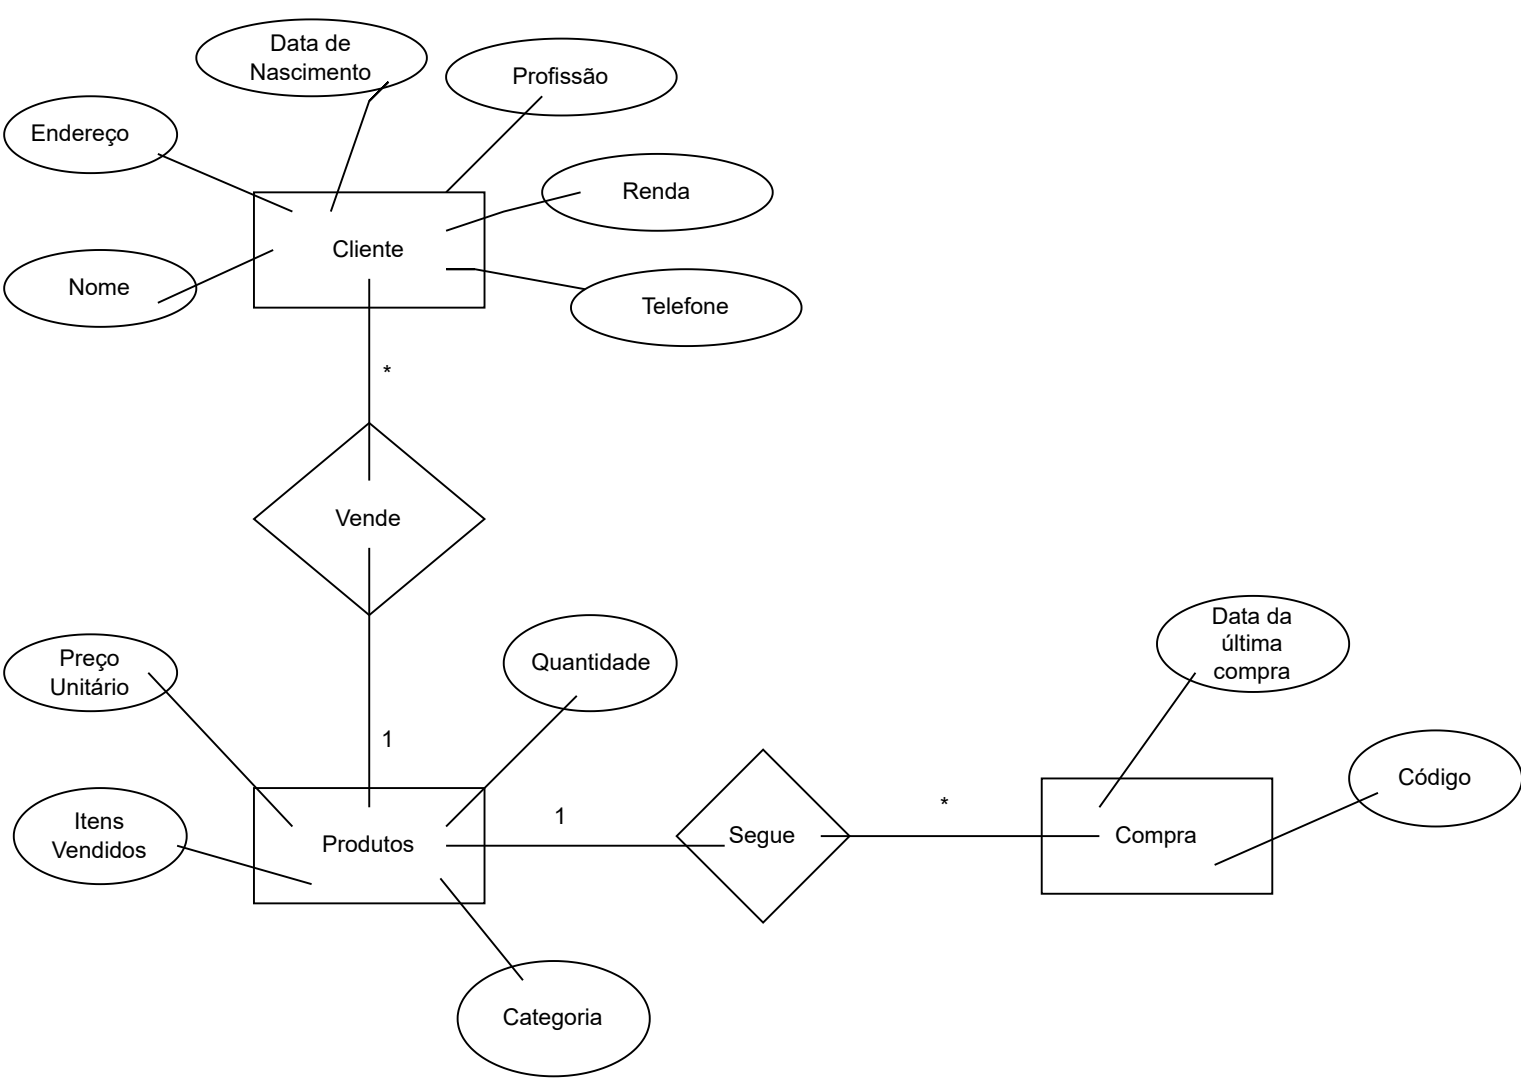 Data de
Nascimento
Profissão
Endereço
Renda
Cliente
Nome
Telefone
*
Vende
Data da
última
compra
Preço
Unitário
Quantidade
1
Código
1
*
Itens
Vendidos
Produtos
Segue
Compra
Categoria